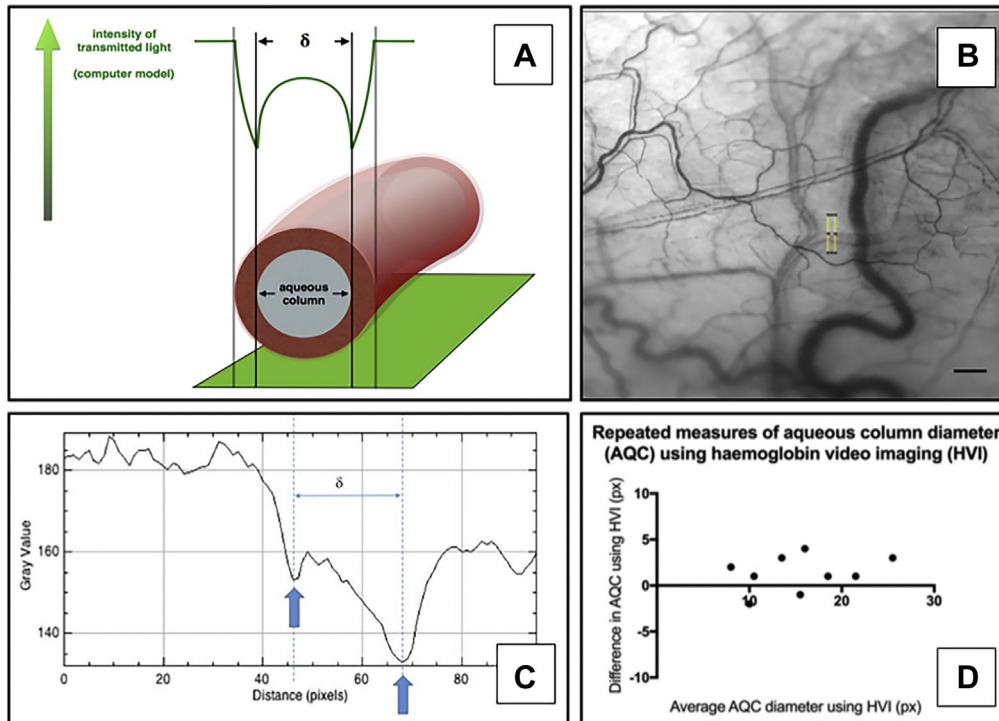 intensity of
transmitted light
(computer model)
δ
A
aqueous
column
B
180
160
140
Gray Value
δ
0
20
40
60
80
Distance (pixels)
C
Repeated measures of aqueous column diameter
(AQC) using haemoglobin video imaging (HVI)
Difference in AQC using HVI (px)
10
5
0
-5
-10
10
20
30
Average AQC diameter using HVI (px)
D